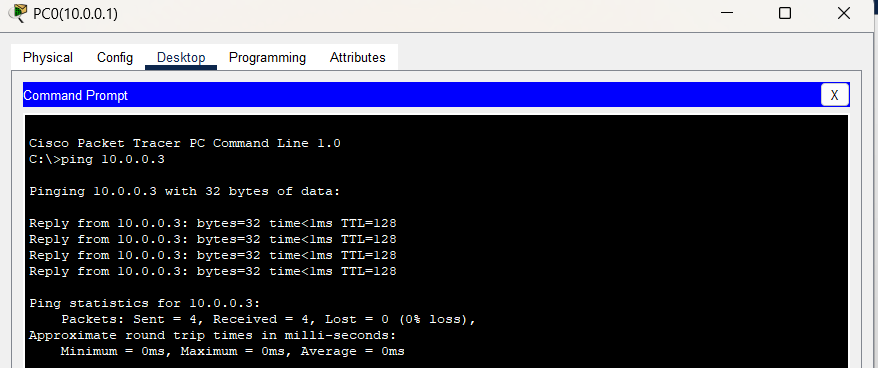 PC0(10.0.0.1)
Physical Config Desktop Programming Attributes
Command Prompt X
Cisco Packet Tracer PC Command Line 1.0
C:\>ping 10.0.0.3
Pinging 10.0.0.3 with 32 bytes of data:
Reply from 10.0.0.3: bytes=32 time<1ms TTL=128
Reply from 10.0.0.3: bytes=32 time<1ms TTL=128
Reply from 10.0.0.3: bytes=32 time<1ms TTL=128
Reply from 10.0.0.3: bytes=32 time<1ms TTL=128
Ping statistics for 10.0.0.3:
Packets: Sent = 4, Received = 4, Lost = 0 (0% loss),
Approximate round trip times in milli-seconds:
Minimum = 0ms, Maximum = 0ms, Average = 0ms